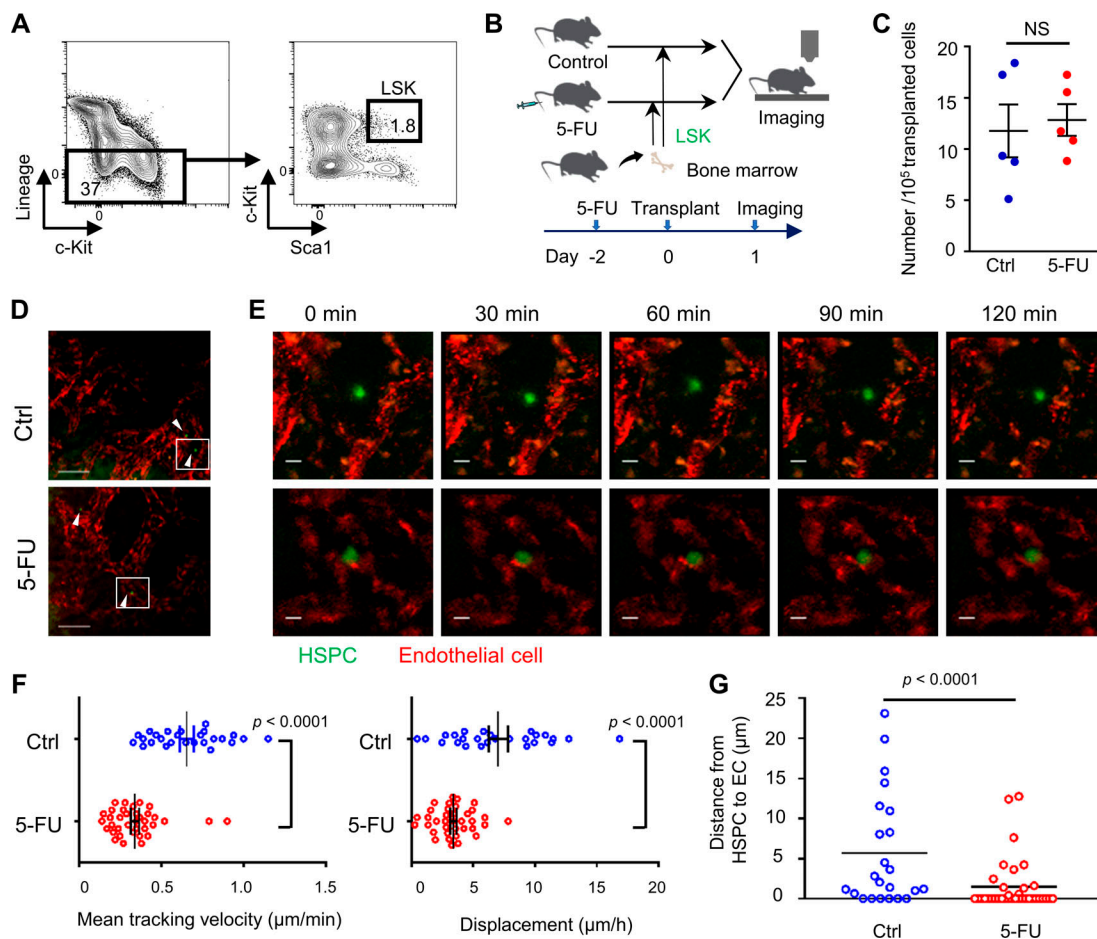 A
Lineage
0
37
0
c-Kit
LSK
1.8
c-Kit
0
0
Sca1
B
Control
5-FU
LSK
Imaging
Bone marrow
5-FU Transplant Imaging
Day -2 0 1
C
NS
Number /10⁵ transplanted cells
20
15
10
5
0
Ctrl 5-FU
D
Ctrl
5-FU
E
0 min 30 min 60 min 90 min 120 min
HSPC Endothelial cell
F
Ctrl
5-FU
p < 0.0001
0 0.5 1.0 1.5
Mean tracking velocity (µm/min)
Ctrl
5-FU
p < 0.0001
0 5 10 15 20
Displacement (µm/h)
G
p < 0.0001
Distance from
HSPC to EC (µm)
25
20
15
10
5
0
Ctrl 5-FU